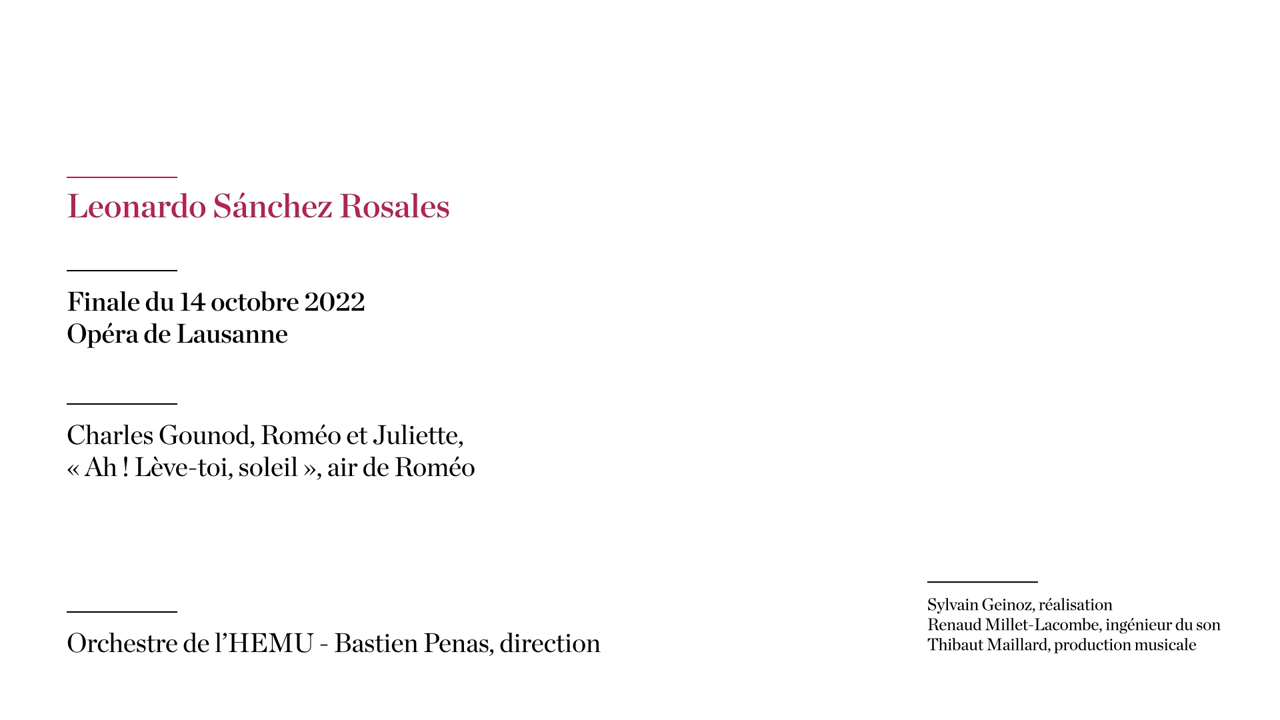 Leonardo Sánchez Rosales
Finale du 14 octobre 2022
Opéra de Lausanne
Charles Gounod, Roméo et Juliette,
« Ah ! Lève-toi, soleil », air de Roméo
Orchestre de l’HEMU - Bastien Penas, direction
Sylvain Geinoz, réalisation
Renaud Millet-Lacombe, ingénieur du son
Thibaut Maillard, production musicale